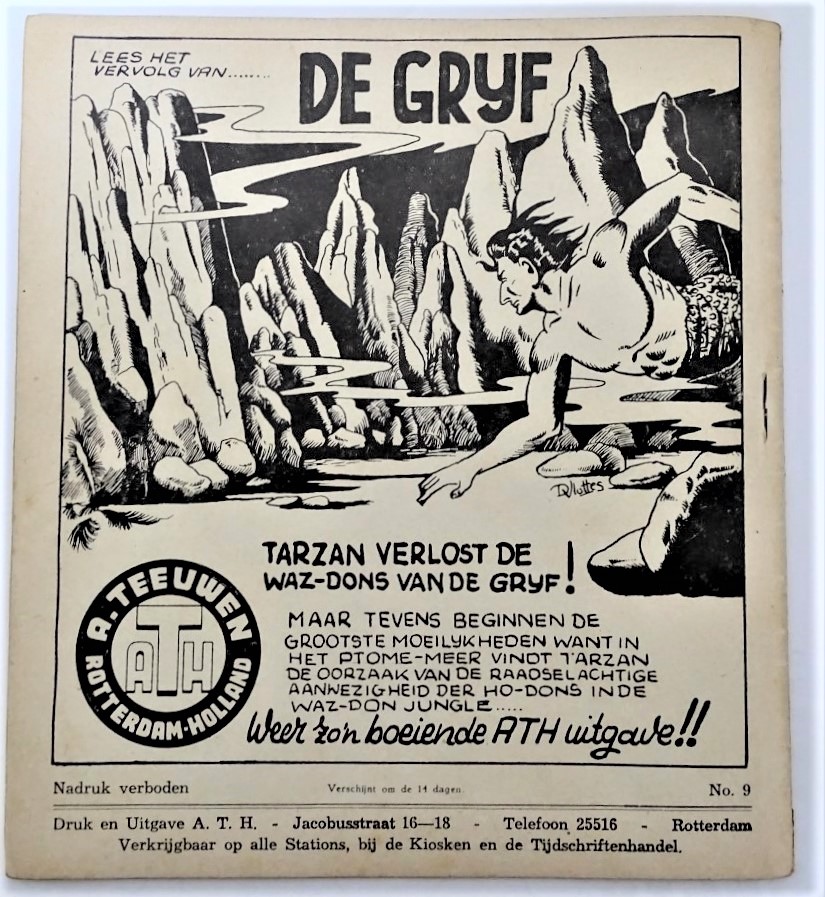 LEES HET
VERVOLG VAN........
DE GRYF
TARZAN VERLOST DE
WAZ-DONS VAN DE GRYF!
MAAR TEVENS BEGINNEN DE
GROOTSTE MOEILYKHEDEN WANT IN
HET PTOME-MEER VINDT TARZAN
DE OORZAAK VAN DE RAADSELACHTIGE
AANWEZIGHEID DER HO-DONS IN DE
WAZ-DON JUNGLE.....
Weer zo'n boeiende ATH uitgave!!
A. TEEUWEN
ATH
ROTTERDAM-HOLLAND
Nadruk verboden Verschijnt om de 14 dagen. No. 9
Druk en Uitgave A. T. H. - Jacobusstraat 16—18 - Telefoon 25516 - Rotterdam
Verkrijgbaar op alle Stations, bij de Kiosken en de Tijdschriftenhandel.